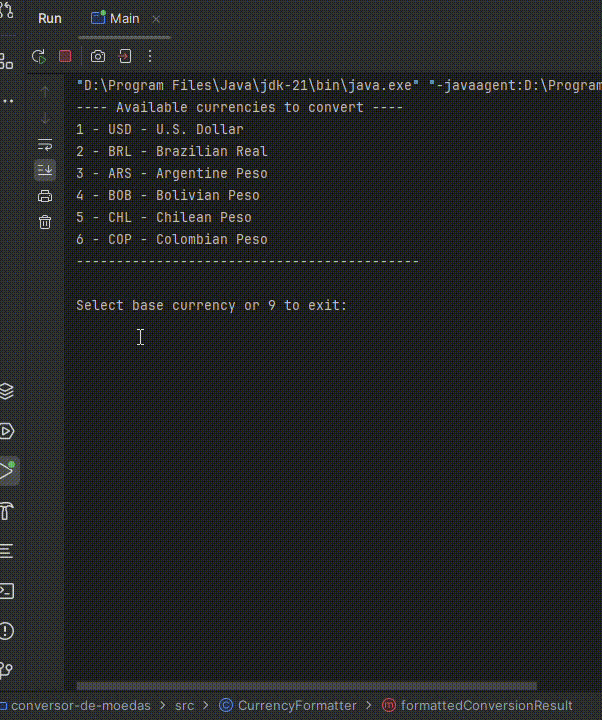 Run Main
"D:\Program Files\Java\jdk-21\bin\java.exe" "-javaagent:D:\Program
---- Available currencies to convert ----
1 - USD - U.S. Dollar
2 - BRL - Brazilian Real
3 - ARS - Argentine Peso
4 - BOB - Bolivian Peso
5 - CHL - Chilean Peso
6 - COP - Colombian Peso
-------------------------------------------
Select base currency or 9 to exit:
conversor-de-moedas > src > CurrencyFormatter > formattedConversionResult